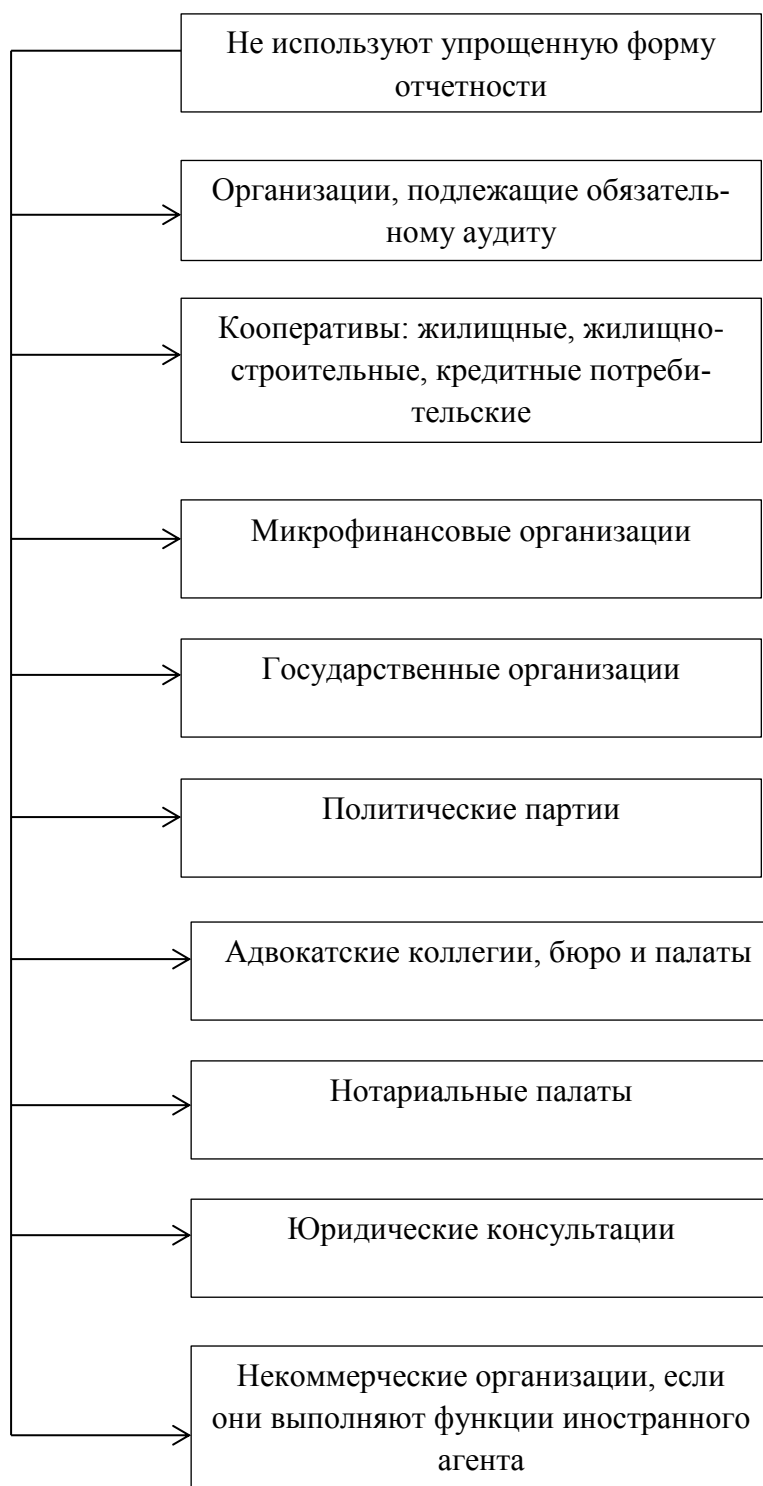 Не используют упрощенную форму
отчетности
Организации, подлежащие обязатель-
ному аудиту
Кооперативы: жилищные, жилищно-
строительные, кредитные потреби-
тельские
Микрофинансовые организации
Государственные организации
Политические партии
Адвокатские коллегии, бюро и палаты
Нотариальные палаты
Юридические консультации
Некоммерческие организации, если
они выполняют функции иностранного
агента